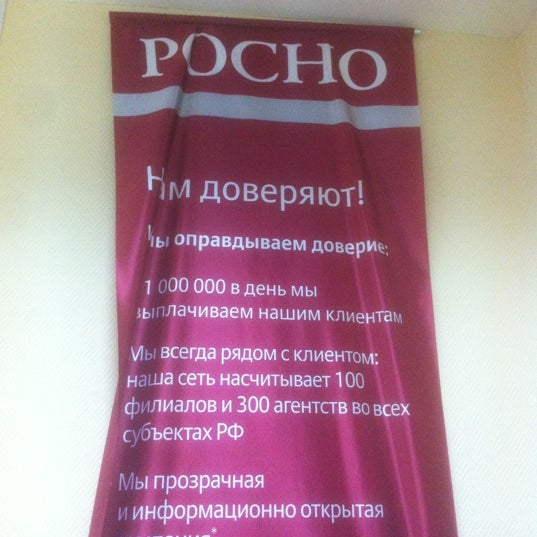 РОСНО
Нам доверяют!
Мы оправдываем доверие:
1 000 000 в день мы
выплачиваем нашим клиентам
Мы всегда рядом с клиентом:
наша сеть насчитывает 100
филиалов и 300 агентств во всех
субъектах РФ
Мы прозрачная
и информационно открытая